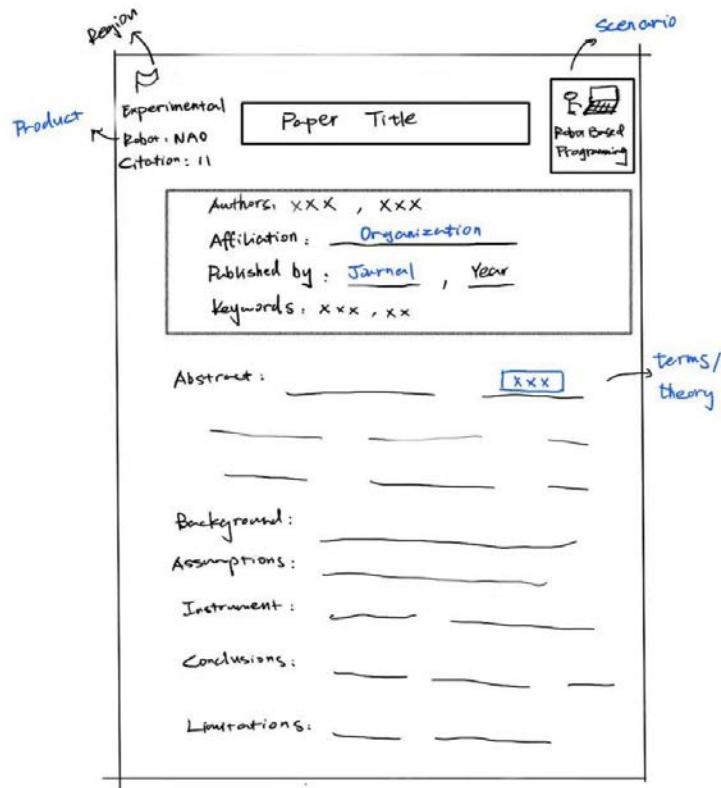 Region
scenario
Experimental
Product
Robot: NAO
Citation: 11
Paper Title
Robot Based
Programming
Authors: xxx , xxx
Affiliation: Organization
Published by: Journal , Year
Keywords: xxx , xx
Abstract: xxx
terms/
theory
Background:
Assumptions:
Instrument:
Conclusions:
Limitations: